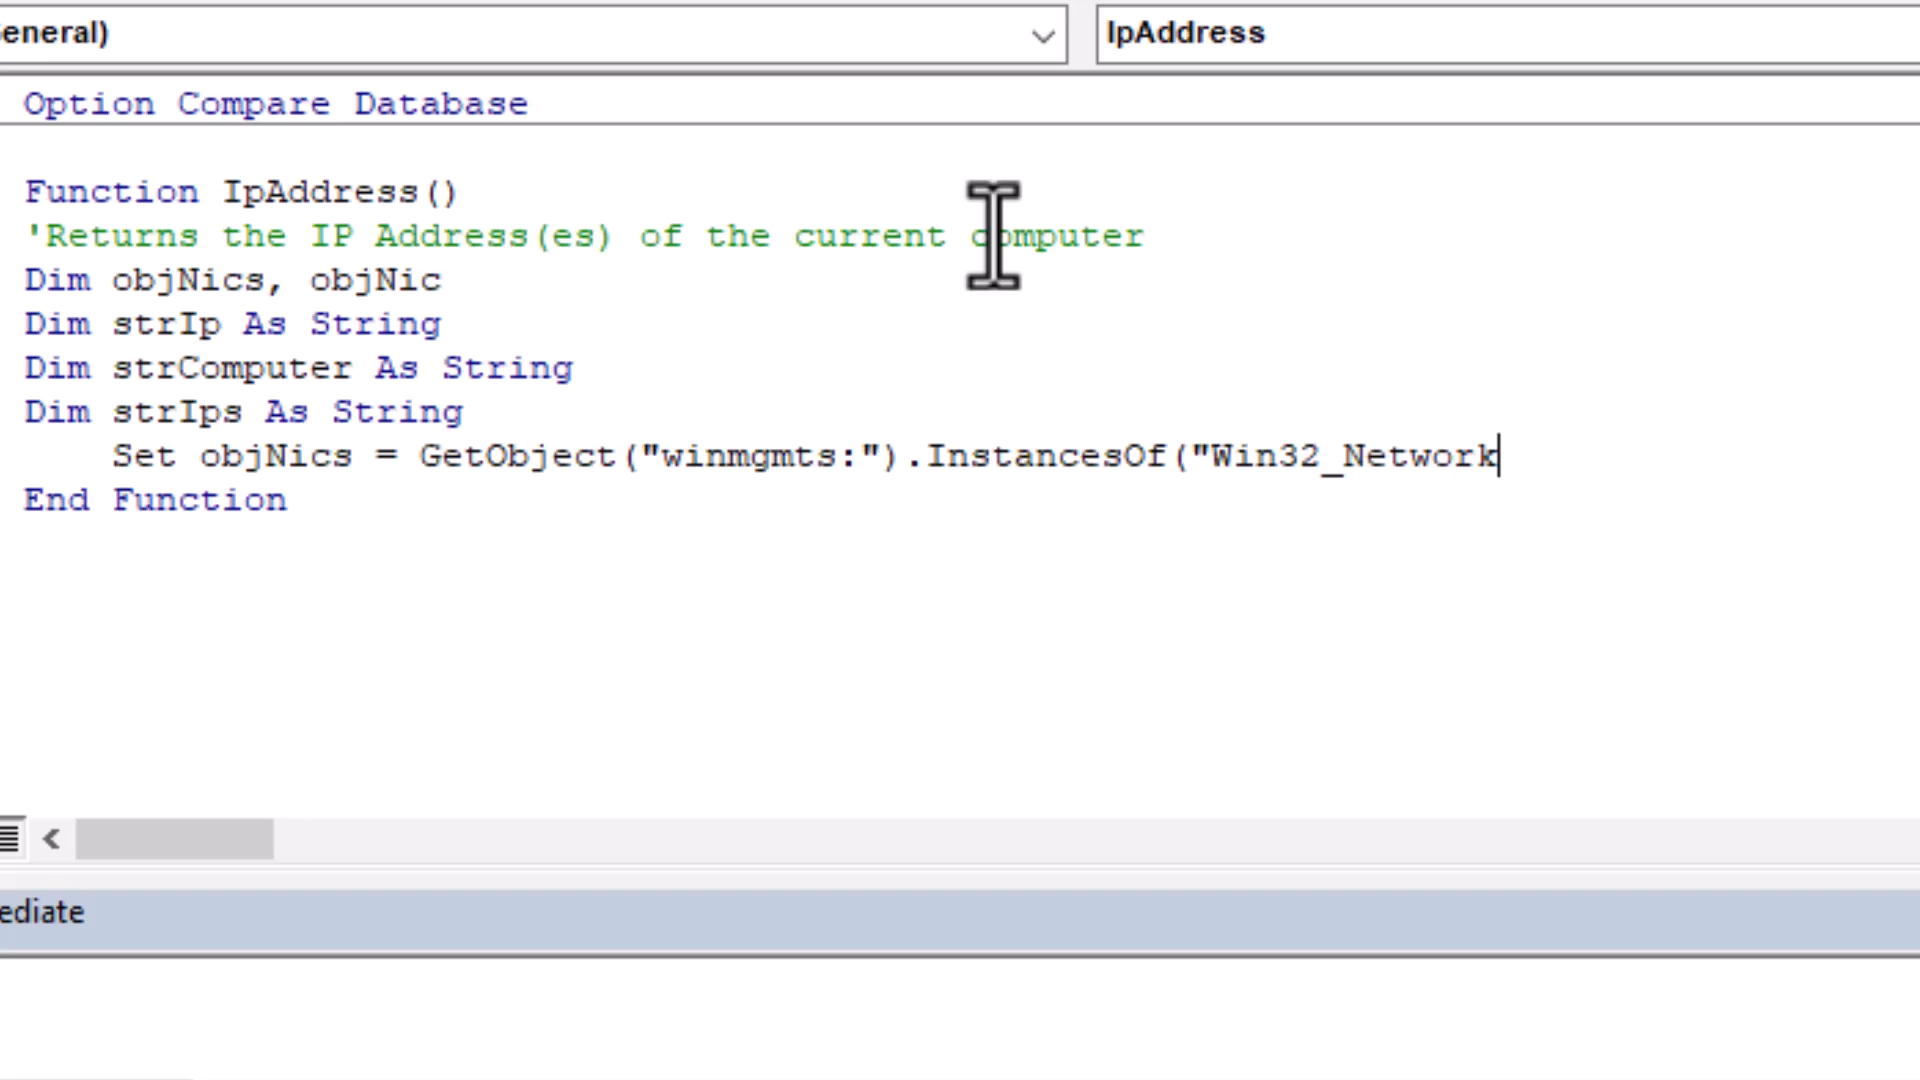 eneral)
IpAddress
Option Compare Database
Function IpAddress()
'Returns the IP Address(es) of the current computer
Dim objNics, objNic
Dim strIp As String
Dim strComputer As String
Dim strIps As String
Set objNics = GetObject("winmgmts:").InstancesOf("Win32_Network
End Function
ediate